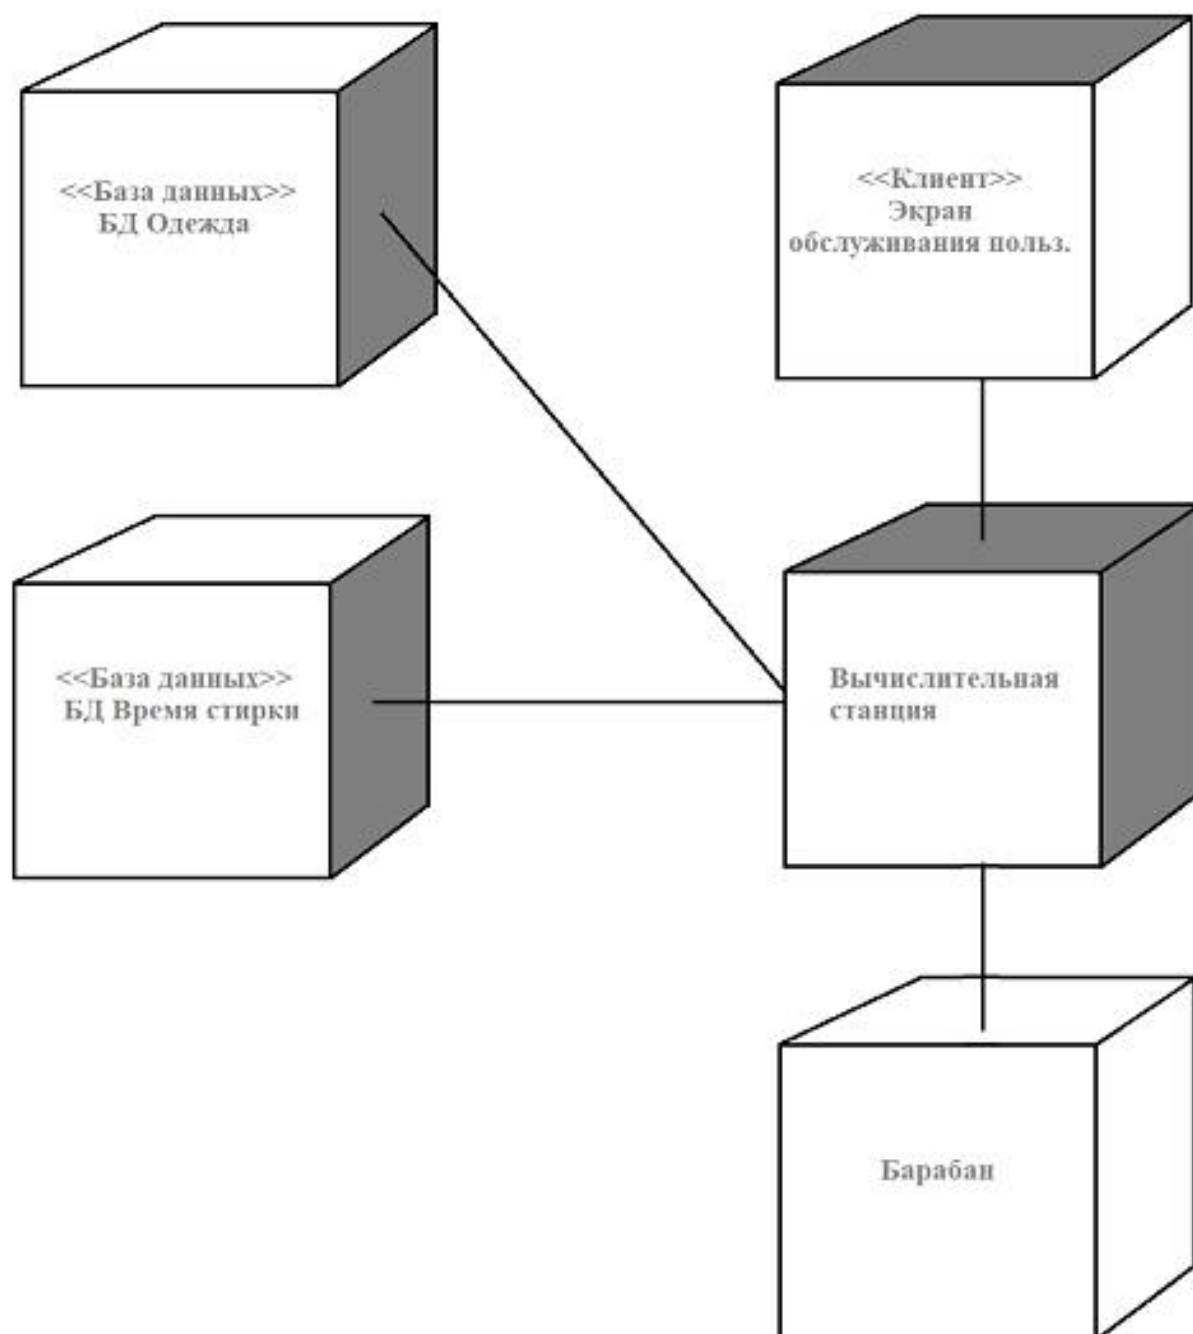 <<База данных>>
БД Одежда
<<Клиент>>
Экран
обслуживания польз.
<<База данных>>
БД Время стирки
Вычислительная
станция
Барабан